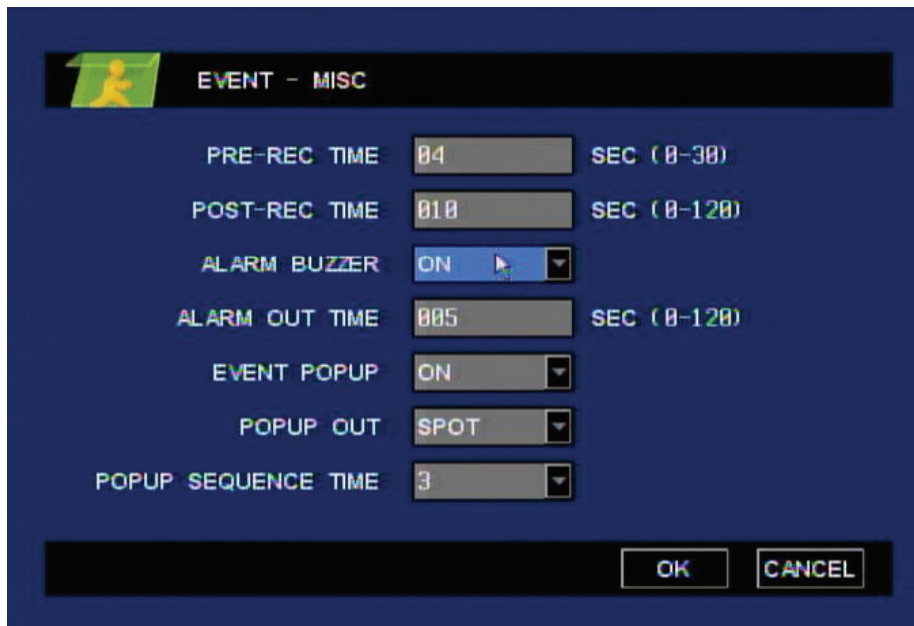 EVENT - MISC
PRE-REC TIME 04 SEC (0-30)
POST-REC TIME 010 SEC (0-120)
ALARM BUZZER ON
ALARM OUT TIME 005 SEC (0-120)
EVENT POPUP ON
POPUP OUT SPOT
POPUP SEQUENCE TIME 3
OK CANCEL